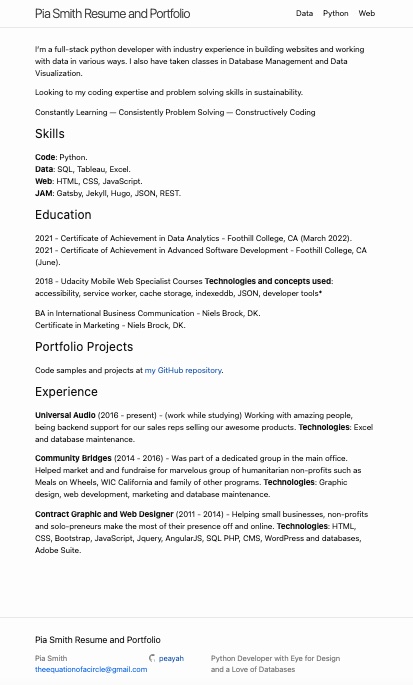 Pia Smith Resume and Portfolio
Data Python Web
I'm a full-stack python developer with industry experience in building websites and working
with data in various ways. I also have taken classes in Database Management and Data
Visualization.
Looking to my coding expertise and problem solving skills in sustainability.
Constantly Learning — Consistently Problem Solving — Constructively Coding
Skills
Code: Python.
Data: SQL, Tableau, Excel.
Web: HTML, CSS, JavaScript.
JAM: Gatsby, Jekyll, Hugo, JSON, REST.
Education
2021 - Certificate of Achievement in Data Analytics - Foothill College, CA (March 2022).
2021 - Certificate of Achievement in Advanced Software Development - Foothill College, CA
(June).
2018 - Udacity Mobile Web Specialist Courses Technologies and concepts used:
accessibility, service worker, cache storage, indexeddb, JSON, developer tools*
BA in International Business Communication - Niels Brock, DK.
Certificate in Marketing - Niels Brock, DK.
Portfolio Projects
Code samples and projects at my GitHub repository.
Experience
Universal Audio (2016 - present) - (work while studying) Working with amazing people,
being backend support for our sales reps selling our awesome products. Technologies: Excel
and database maintenance.
Community Bridges (2014 - 2016) - Was part of a dedicated group in the main office.
Helped market and and fundraise for marvelous group of humanitarian non-profits such as
Meals on Wheels, WIC California and family of other programs. Technologies: Graphic
design, web development, marketing and database maintenance.
Contract Graphic and Web Designer (2011 - 2014) - Helping small businesses, non-profits
and solo-preneurs make the most of their presence off and online. Technologies: HTML,
CSS, Bootstrap, JavaScript, Jquery, AngularJS, SQL PHP, CMS, WordPress and databases,
Adobe Suite.
Pia Smith Resume and Portfolio
Pia Smith
theequationofacircle@gmail.com
peayah
Python Developer with Eye for Design
and a Love of Databases